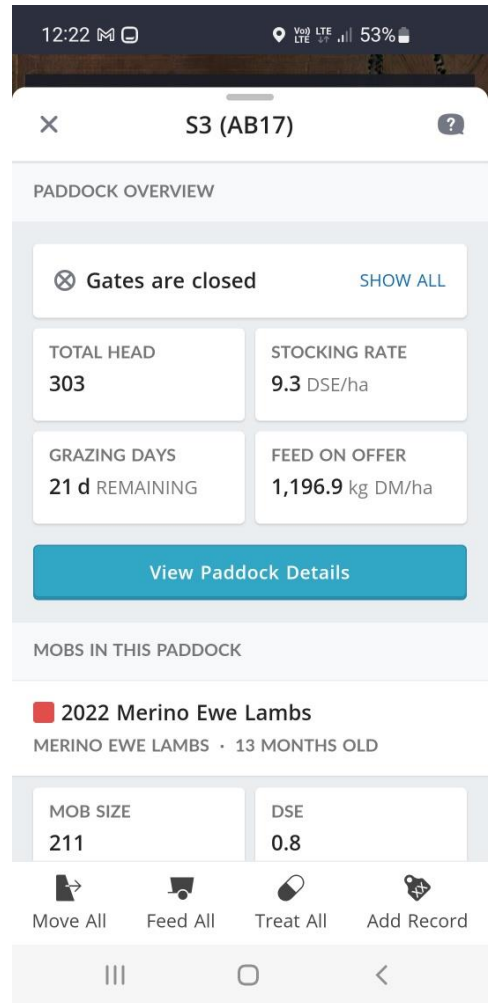 12:22 Vo) LTE LTE 53%
S3 (AB17)
?
PADDOCK OVERVIEW
Gates are closed SHOW ALL
TOTAL HEAD STOCKING RATE
303 9.3 DSE/ha
GRAZING DAYS FEED ON OFFER
21 d REMAINING 1,196.9 kg DM/ha
View Paddock Details
MOBS IN THIS PADDOCK
2022 Merino Ewe Lambs
MERINO EWE LAMBS · 13 MONTHS OLD
MOB SIZE DSE
211 0.8
Move All Feed All Treat All Add Record